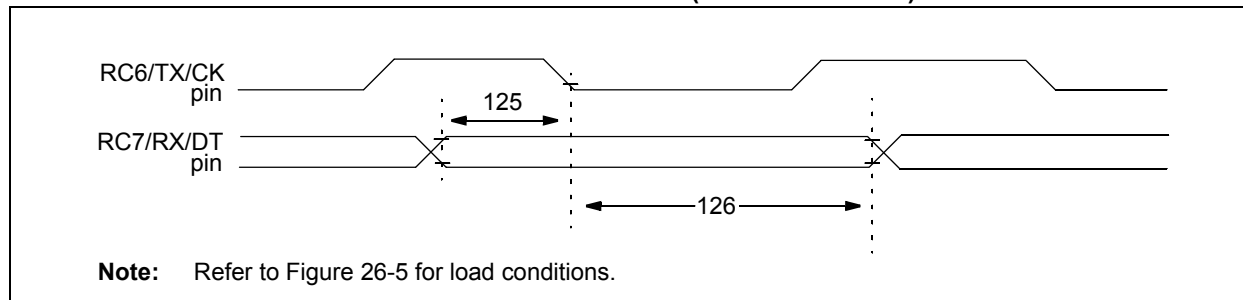 RC6/TX/CK
pin
125
RC7/RX/DT
pin
126
Note: Refer to Figure 26-5 for load conditions.